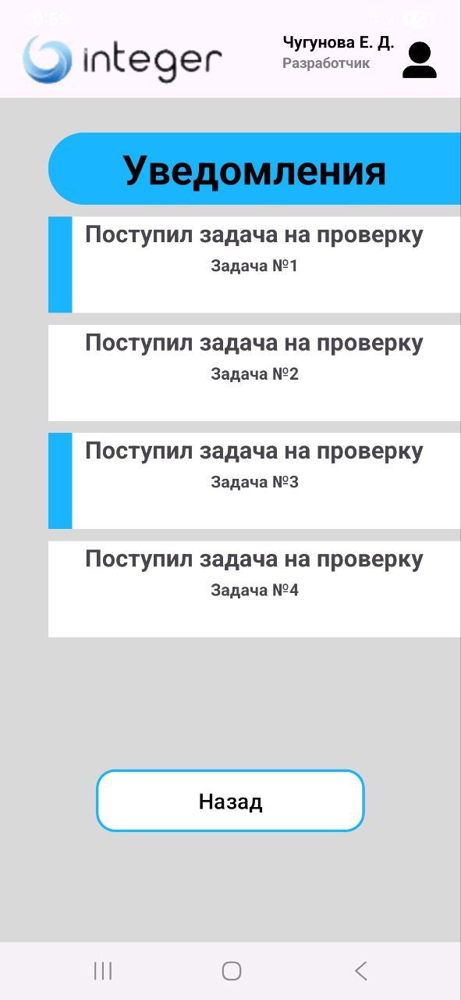 10:59
integer
Чугунова Е. Д.
Разработчик
Уведомления
Поступил задача на проверку
Задача №1
Поступил задача на проверку
Задача №2
Поступил задача на проверку
Задача №3
Поступил задача на проверку
Задача №4
Назад